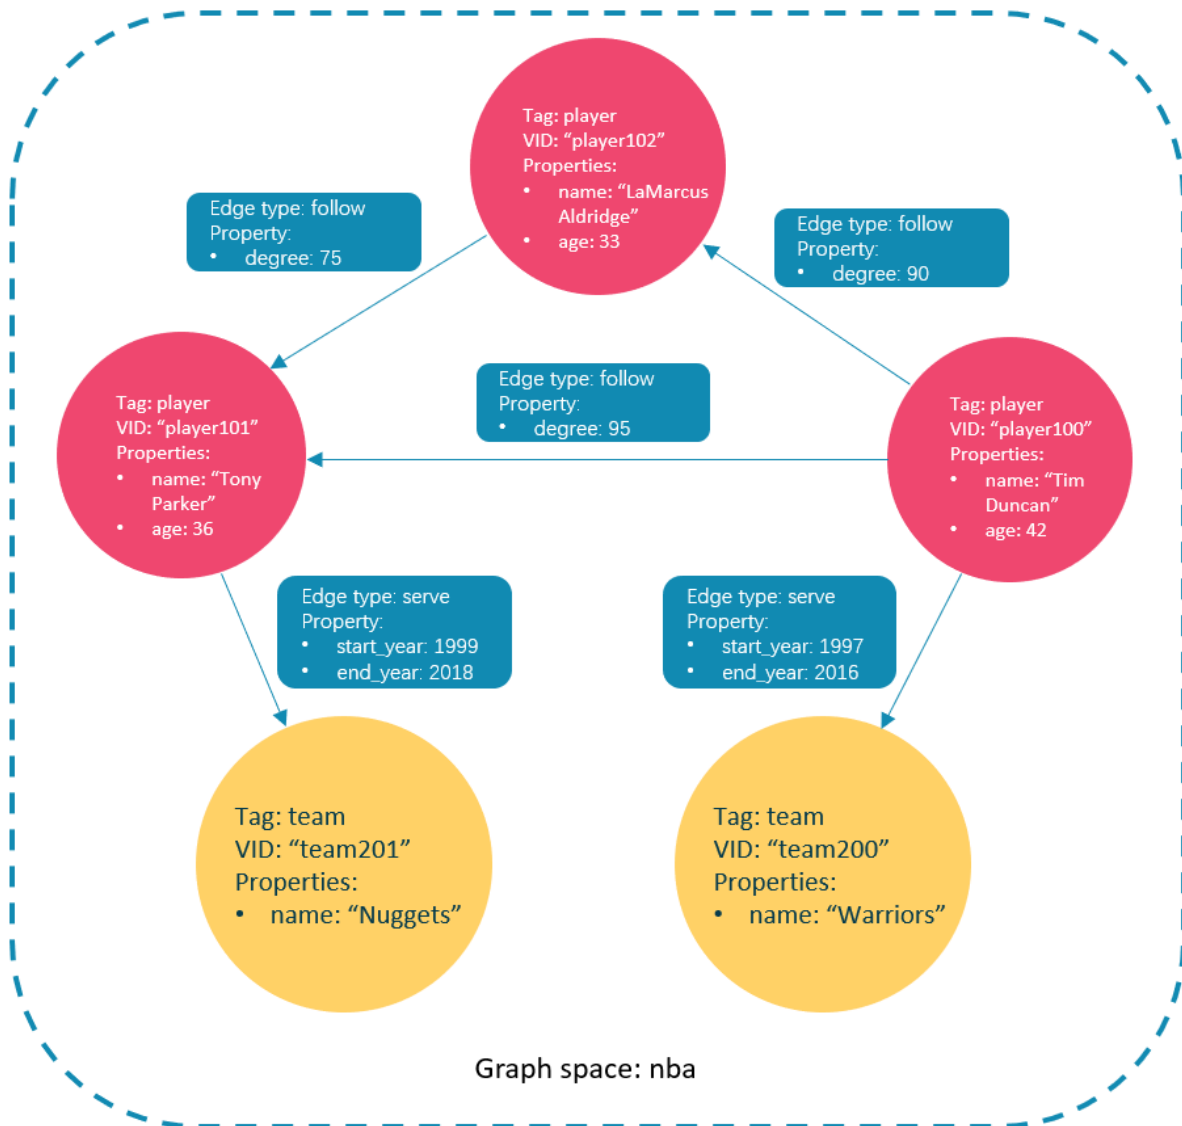 Tag: player
VID: “player102”
Properties:
• name: “LaMarcus
Aldridge”
• age: 33
Edge type: follow
Property:
• degree: 75
Edge type: follow
Property:
• degree: 90
Edge type: follow
Property:
• degree: 95
Tag: player
VID: “player101”
Properties:
• name: “Tony
Parker”
• age: 36
Tag: player
VID: “player100”
Properties:
• name: “Tim
Duncan”
• age: 42
Edge type: serve
Property:
• start_year: 1999
• end_year: 2018
Edge type: serve
Property:
• start_year: 1997
• end_year: 2016
Tag: team
VID: “team201”
Properties:
• name: “Nuggets”
Tag: team
VID: “team200”
Properties:
• name: “Warriors”
Graph space: nba